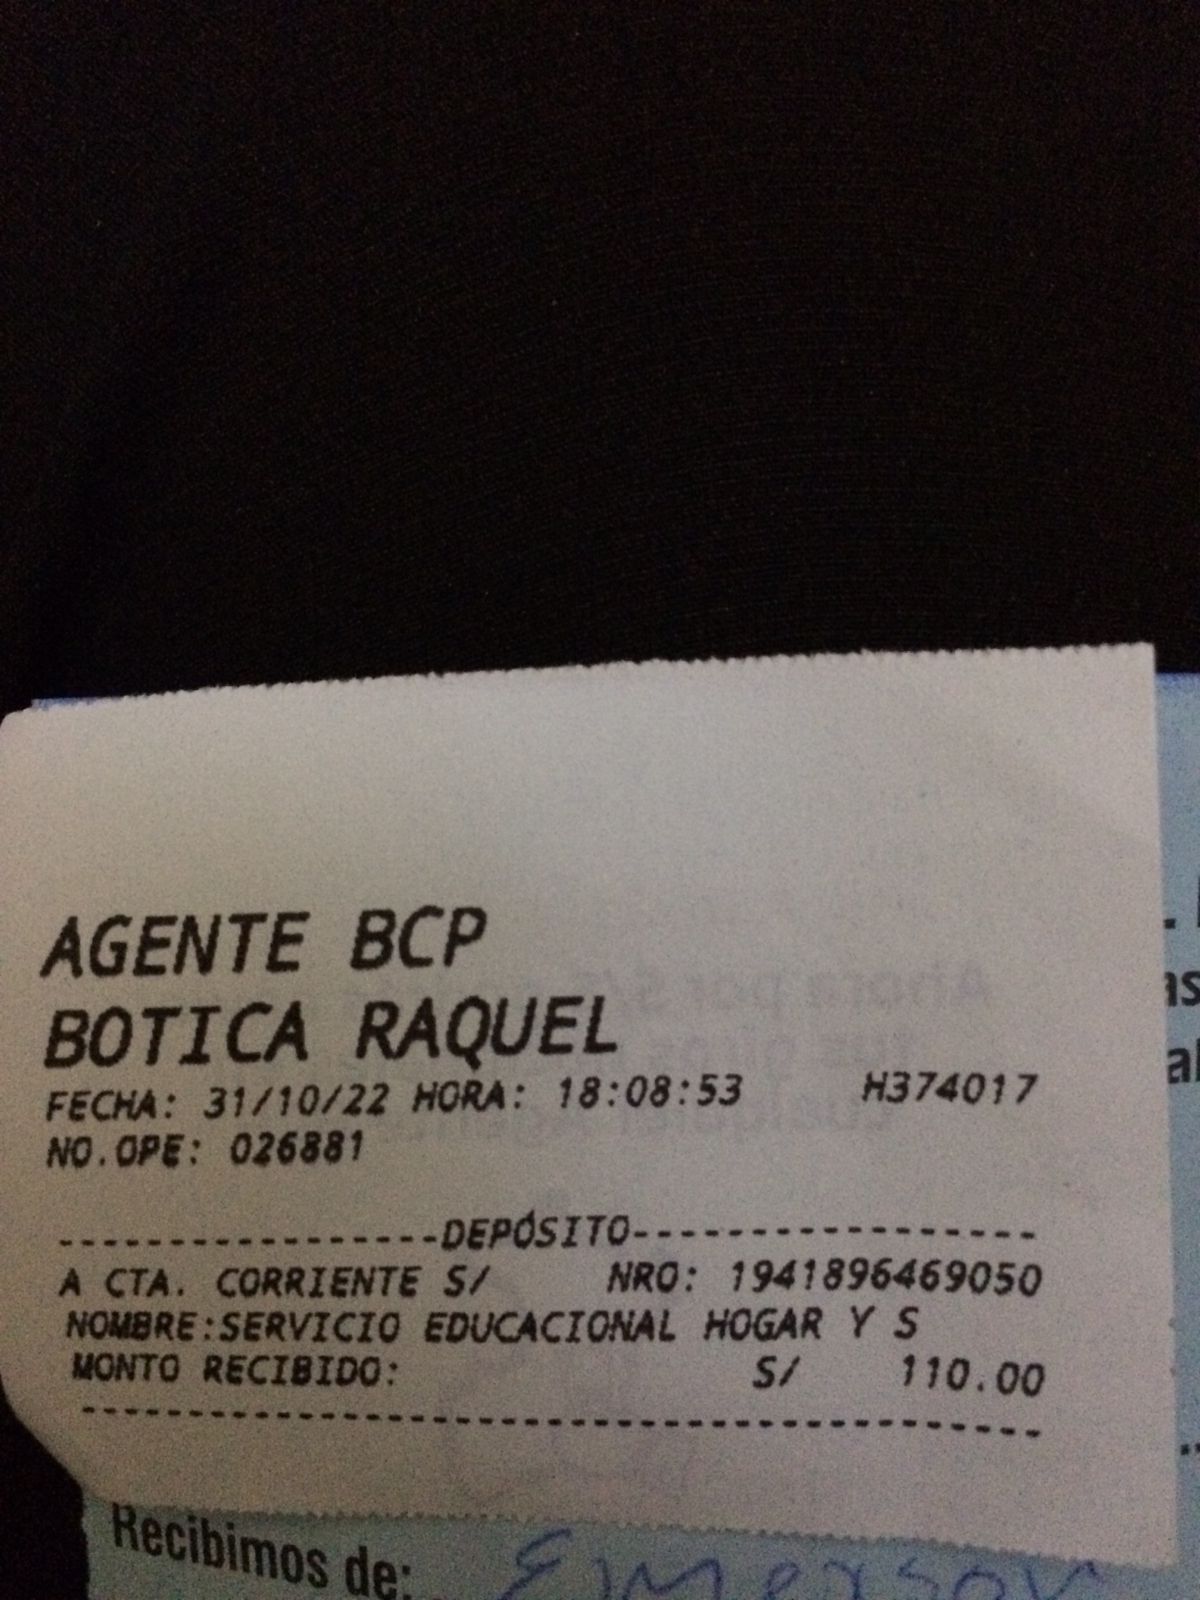 AGENTE BCP
BOTICA RAQUEL
FECHA: 31/10/22 HORA: 18:08:53 H374017
NO.OPE: 026881
-----------------DEPÓSITO-----------------
A CTA. CORRIENTE S/ NRO: 1941896469050
NOMBRE:SERVICIO EDUCACIONAL HOGAR Y S
MONTO RECIBIDO: S/ 110.00
------------------------------------------
Recibimos de: Emerson